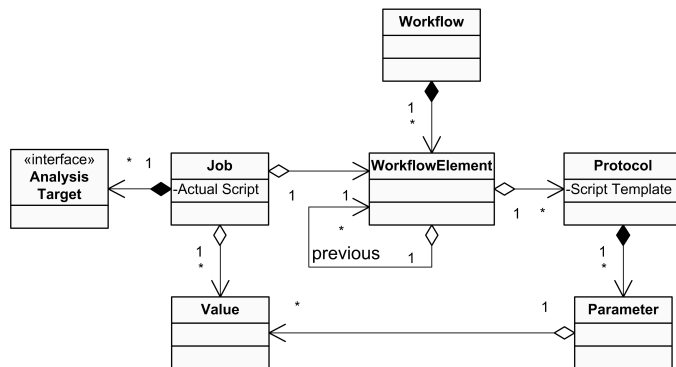 Workflow
1
*
«interface»
Analysis
Target
* 1
Job
-Actual Script
1
WorkflowElement
1
*
previous
1
1 *
Protocol
-Script Template
1
*
1
*
Value
*
1
Parameter